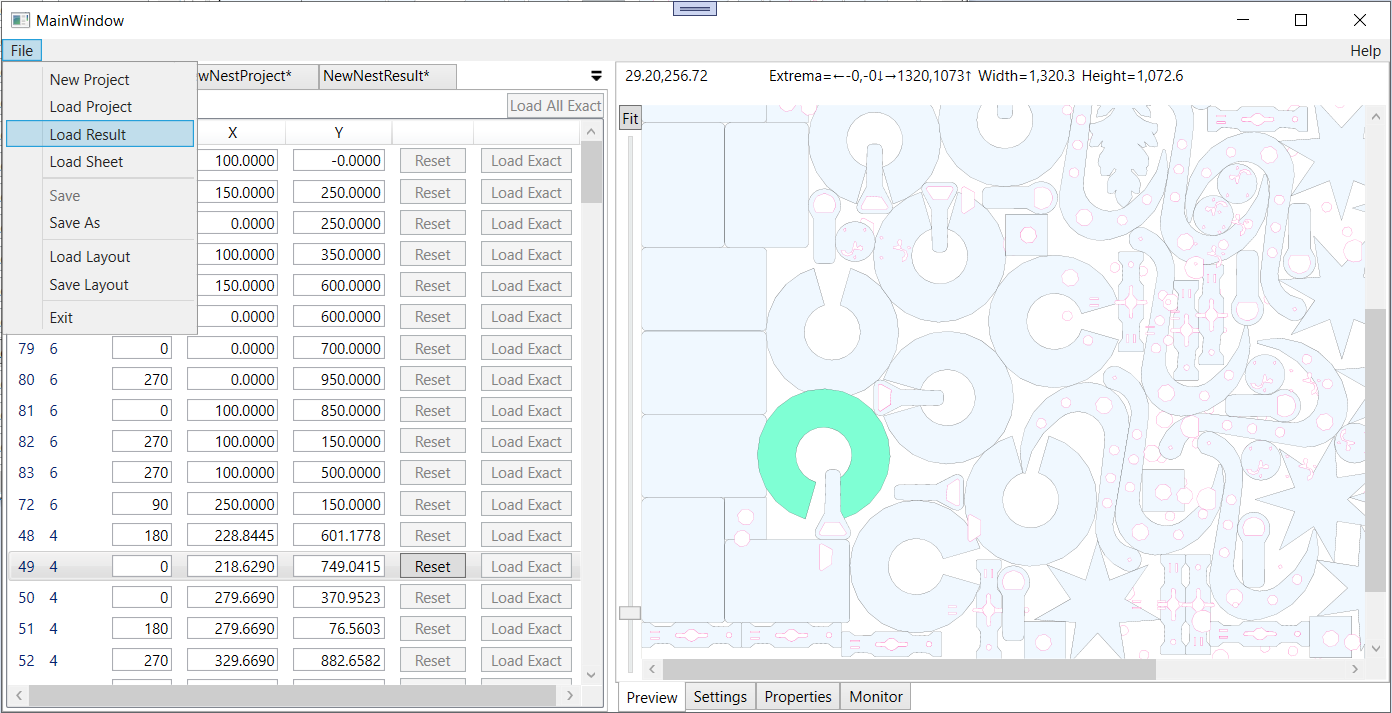 MainWindow
File
Help
New Project
Load Project
Load Result
Load Sheet
Save
Save As
Load Layout
Save Layout
Exit
wNestProject*
NewNestResult*
Load All Exact
X Y
100.0000 -0.0000 Reset Load Exact
150.0000 250.0000 Reset Load Exact
0.0000 250.0000 Reset Load Exact
100.0000 350.0000 Reset Load Exact
150.0000 600.0000 Reset Load Exact
0.0000 600.0000 Reset Load Exact
79 6 0 0.0000 700.0000 Reset Load Exact
80 6 270 0.0000 950.0000 Reset Load Exact
81 6 0 100.0000 850.0000 Reset Load Exact
82 6 270 100.0000 150.0000 Reset Load Exact
83 6 270 100.0000 500.0000 Reset Load Exact
72 6 90 250.0000 150.0000 Reset Load Exact
48 4 180 228.8445 601.1778 Reset Load Exact
49 4 0 218.6290 749.0415 Reset Load Exact
50 4 0 279.6690 370.9523 Reset Load Exact
51 4 180 279.6690 76.5603 Reset Load Exact
52 4 270 329.6690 882.6582 Reset Load Exact
29.20,256.72 Extrema=←-0,-0↓→1320,1073↑ Width=1,320.3 Height=1,072.6
Fit
Preview Settings Properties Monitor